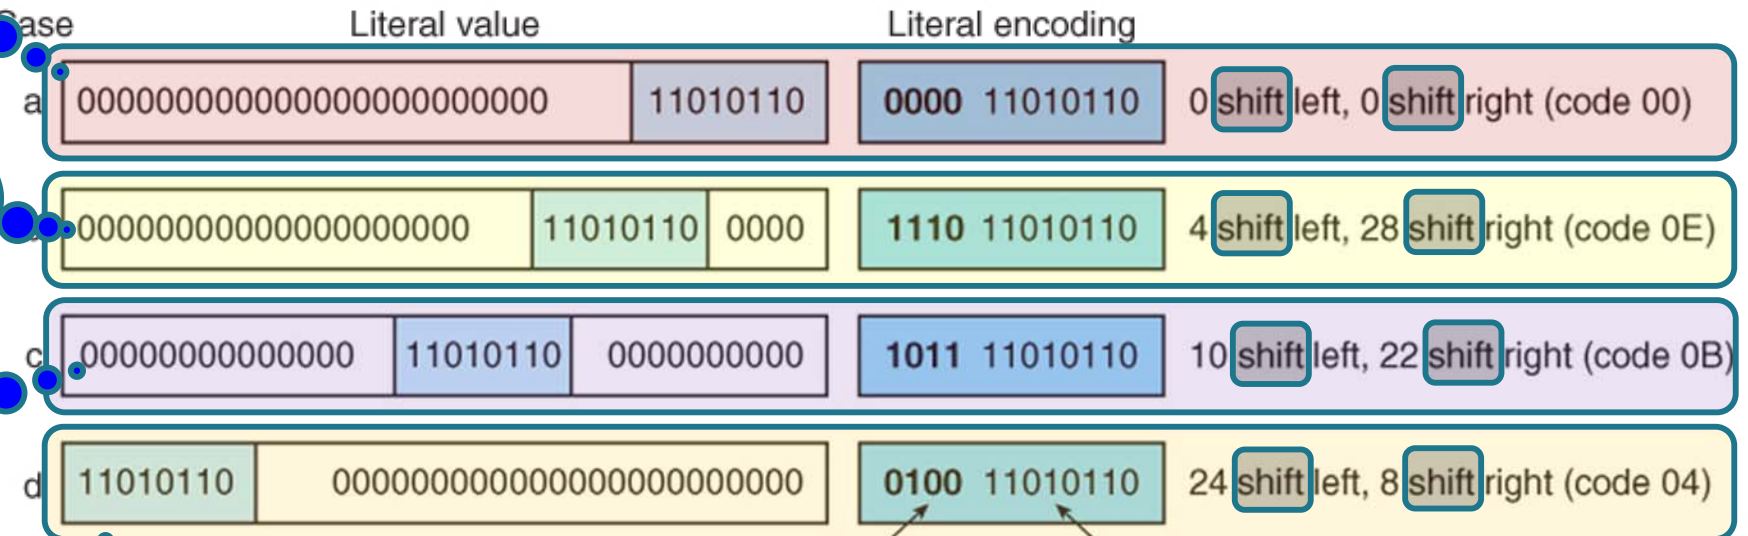 Case Literal value Literal encoding
a 000000000000000000000000 11010110 0000 11010110 0 shift left, 0 shift right (code 00)
00000000000000000000 11010110 0000 1110 11010110 4 shift left, 28 shift right (code 0E)
c 00000000000000 11010110 0000000000 1011 11010110 10 shift left, 22 shift right (code 0B)
d 11010110 000000000000000000000000 0100 11010110 24 shift left, 8 shift right (code 04)